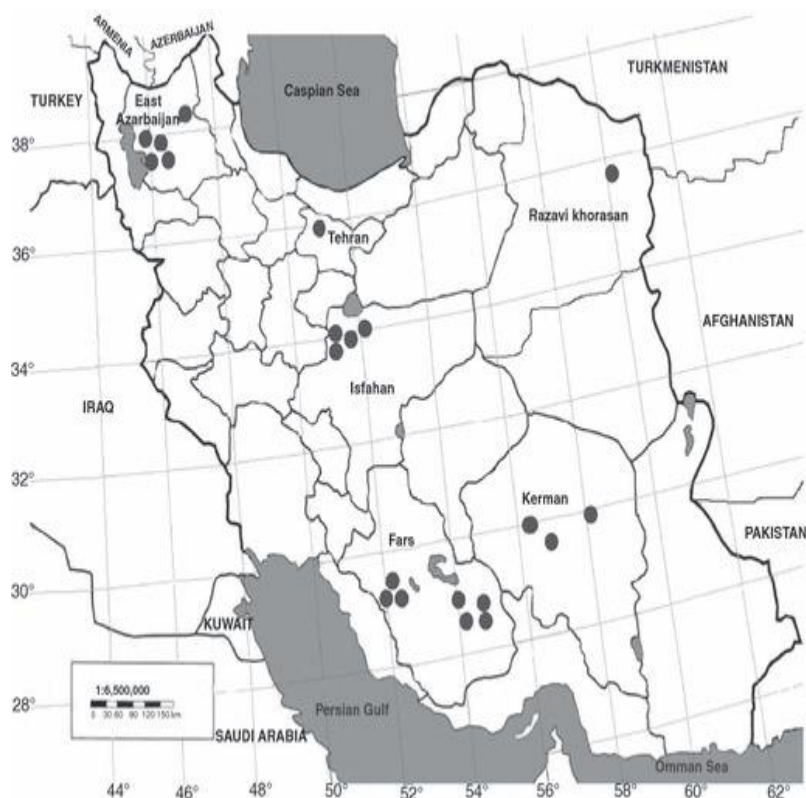 ARMENIA
AZERBAIJAN
TURKEY
Caspian Sea
TURKMENISTAN
East
Azarbaijan
38°
Razavi khorasan
Tehran
36°
AFGHANISTAN
34°
Isfahan
IRAQ
32°
Kerman
PAKISTAN
Fars
30°
KUWAIT
28°
1:6,500,000
0 30 60 90 120 150 km
Persian Gulf
SAUDI ARABIA
Omman Sea
44° 46° 48° 50° 52° 54° 56° 58° 60° 62°